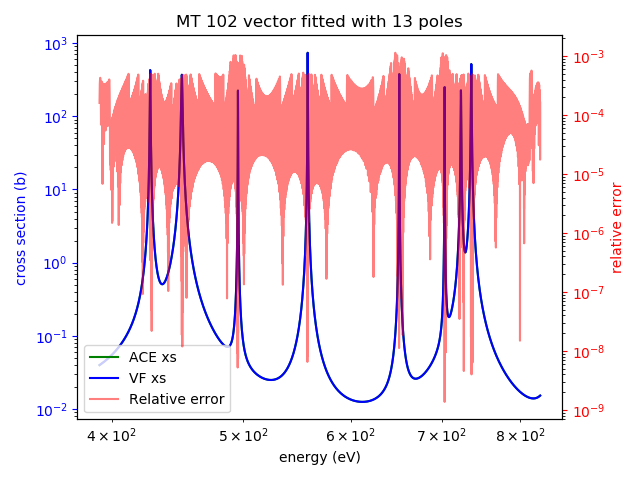 MT 102 vector fitted with 13 poles
10³
10²
10¹
10⁰
10⁻¹
10⁻²
cross section (b)
10⁻³
10⁻⁴
10⁻⁵
10⁻⁶
10⁻⁷
10⁻⁸
10⁻⁹
relative error
ACE xs
VF xs
Relative error
4 × 10² 5 × 10² 6 × 10² 7 × 10² 8 × 10²
energy (eV)